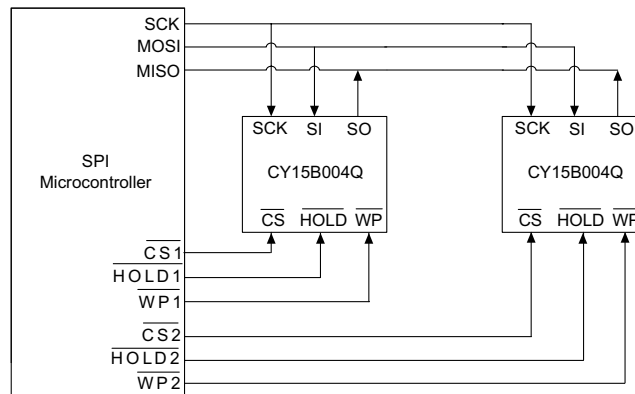 SCK
MOSI
MISO
SPI
Microcontroller
SCK SI SO
CY15B004Q
CS HOLD WP
SCK SI SO
CY15B004Q
CS HOLD WP
CS1
HOLD1
WP1
CS2
HOLD2
WP2